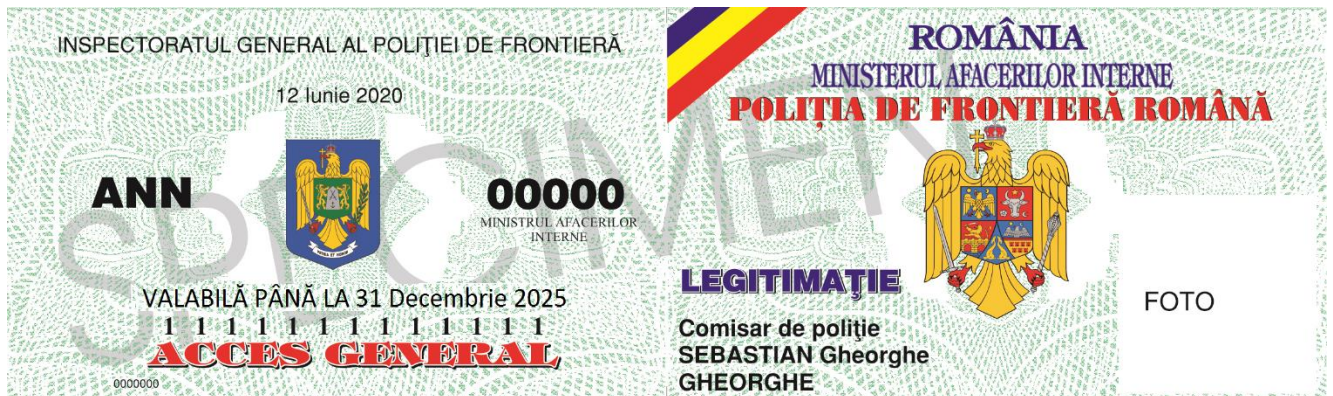 INSPECTORATUL GENERAL AL POLIŢIEI DE FRONTIERĂ
12 Iunie 2020
ANN
00000
MINISTRUL AFACERILOR
INTERNE
VALABILĂ PÂNĂ LA 31 Decembrie 2025
1 1 1 1 1 1 1 1 1 1 1 1 1
ACCES GENERAL
0000000
SPECIMEN
ROMÂNIA
MINISTERUL AFACERILOR INTERNE
POLIȚIA DE FRONTIERĂ ROMÂNĂ
LEGITIMAŢIE
Comisar de poliţie
SEBASTIAN Gheorghe
GHEORGHE
FOTO